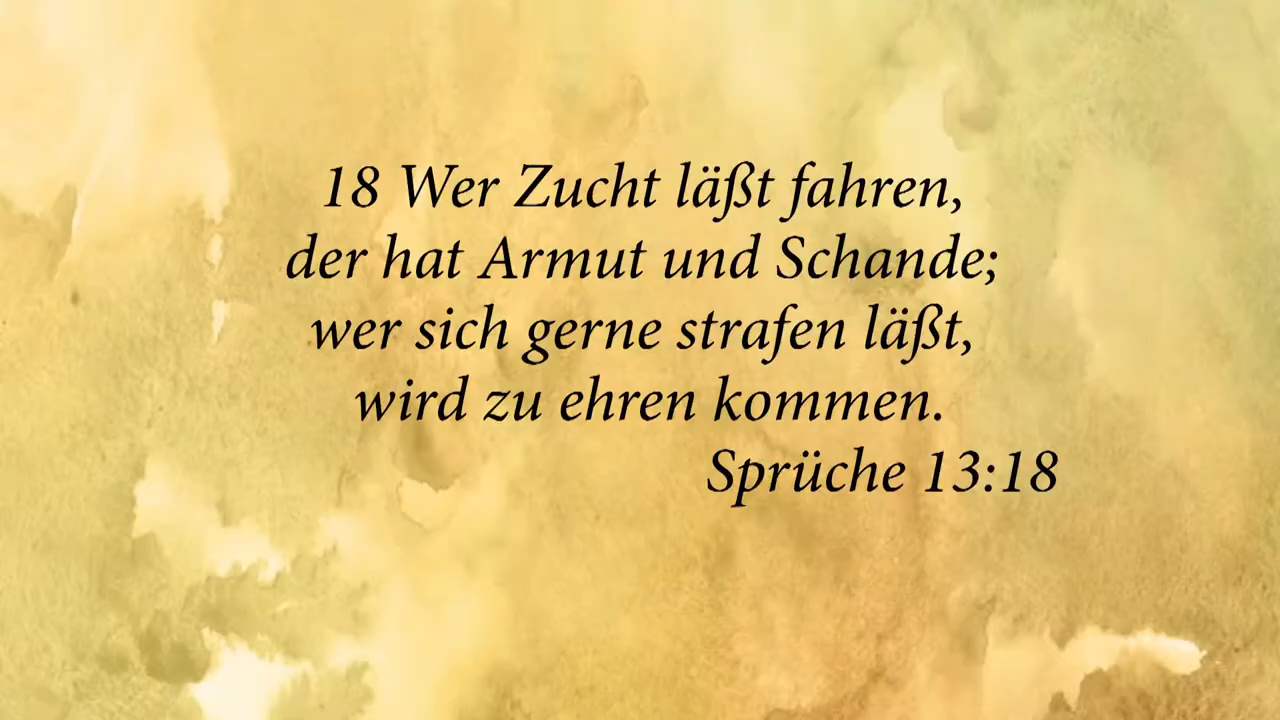 18 Wer Zucht läßt fahren,
der hat Armut und Schande;
wer sich gerne strafen läßt,
wird zu ehren kommen.
Sprüche 13:18